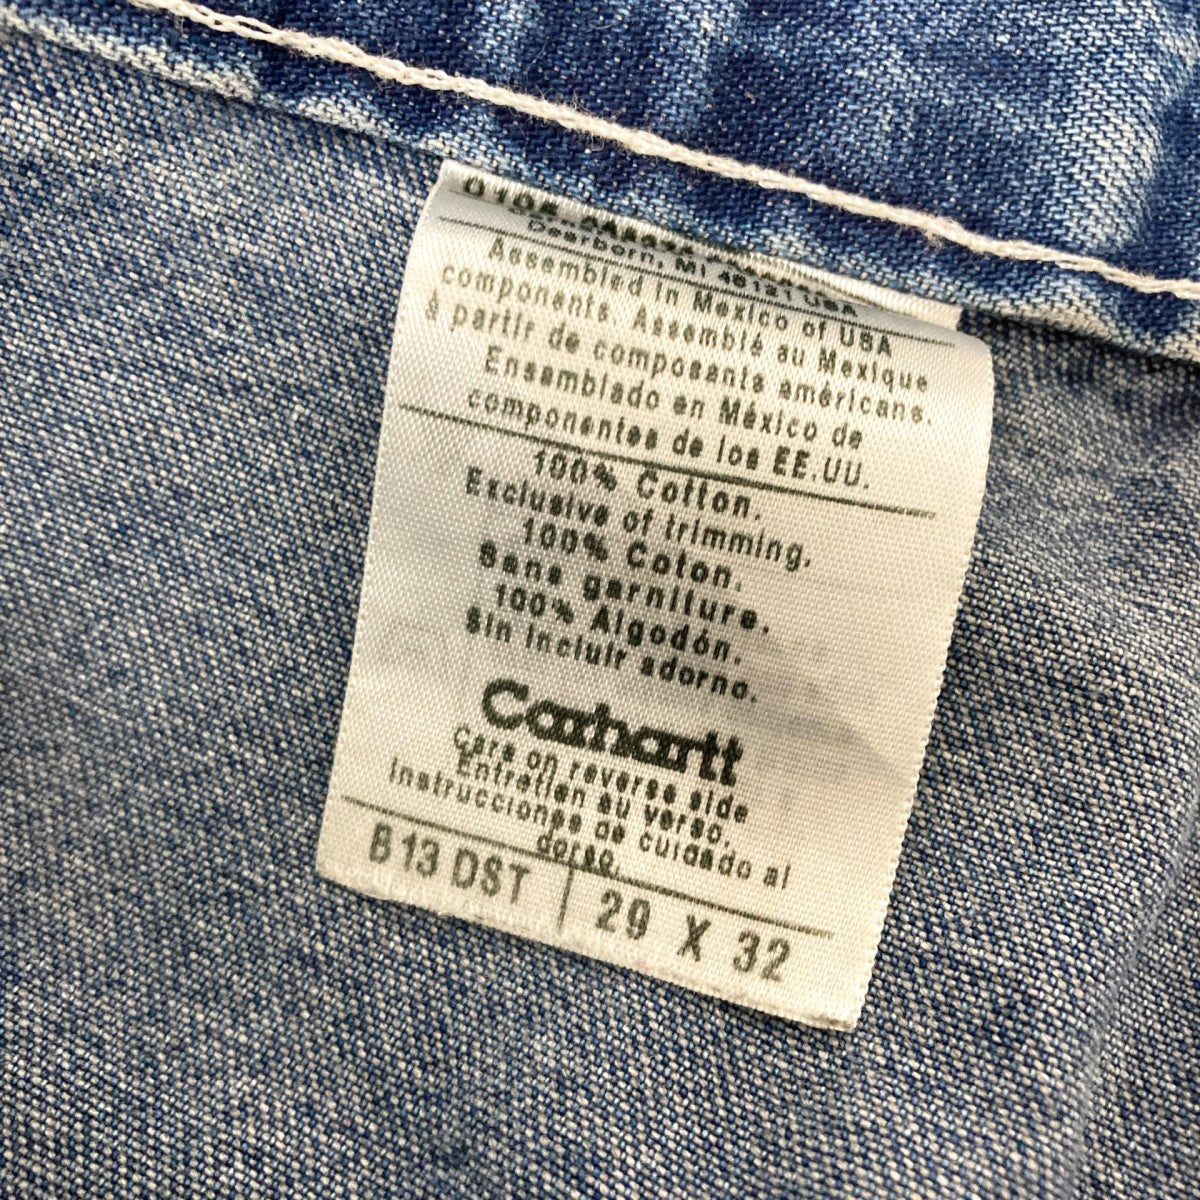 Dearborn, MI 48121 USA
Assembled in Mexico of USA
components. Assemblé au Mexique
à partir de composants américans.
Ensamblado en México de
componentes de los EE.UU.
100% Cotton.
Exclusive of trimming.
100% Coton.
Sans garniture.
100% Algodón.
Sin incluir adorno.
Carhartt
Care on reverse side
Entretien au verso.
Instrucciones de cuidado al
dorso.
B13 DST | 29 X 32